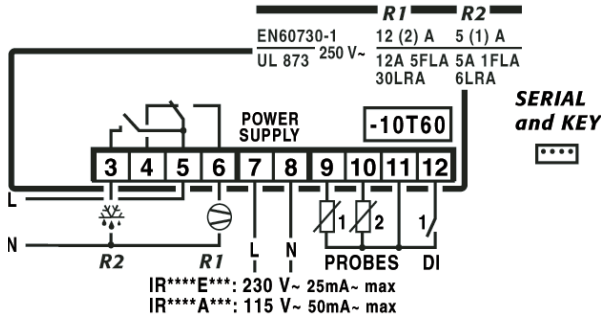 R1 R2
EN60730-1 12 (2) A 5 (1) A
UL 873 250 V~ 12A 5FLA 5A 1FLA
30LRA 6LRA
SERIAL
and KEY
POWER
SUPPLY
-10T60
3 4 5 6 7 8 9 10 11 12
L
1 2 1
N L N
R2 R1 PROBES DI
IR****E***: 230 V~ 25mA~ max
IR****A***: 115 V~ 50mA~ max